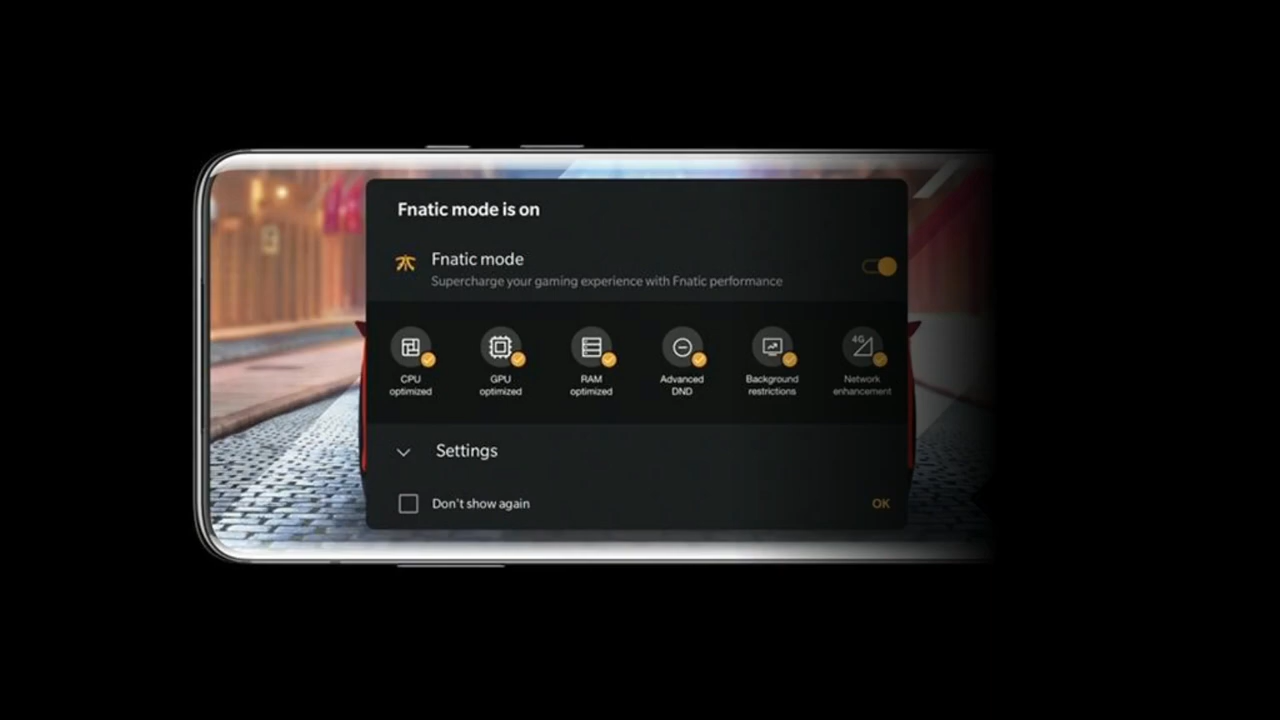 Fnatic mode is on
Fnatic mode
Supercharge your gaming experience with Fnatic performance
CPU
optimized
GPU
optimized
RAM
optimized
Advanced
DND
Background
restrictions
4G
Network
enhancement
Settings
Don't show again
OK